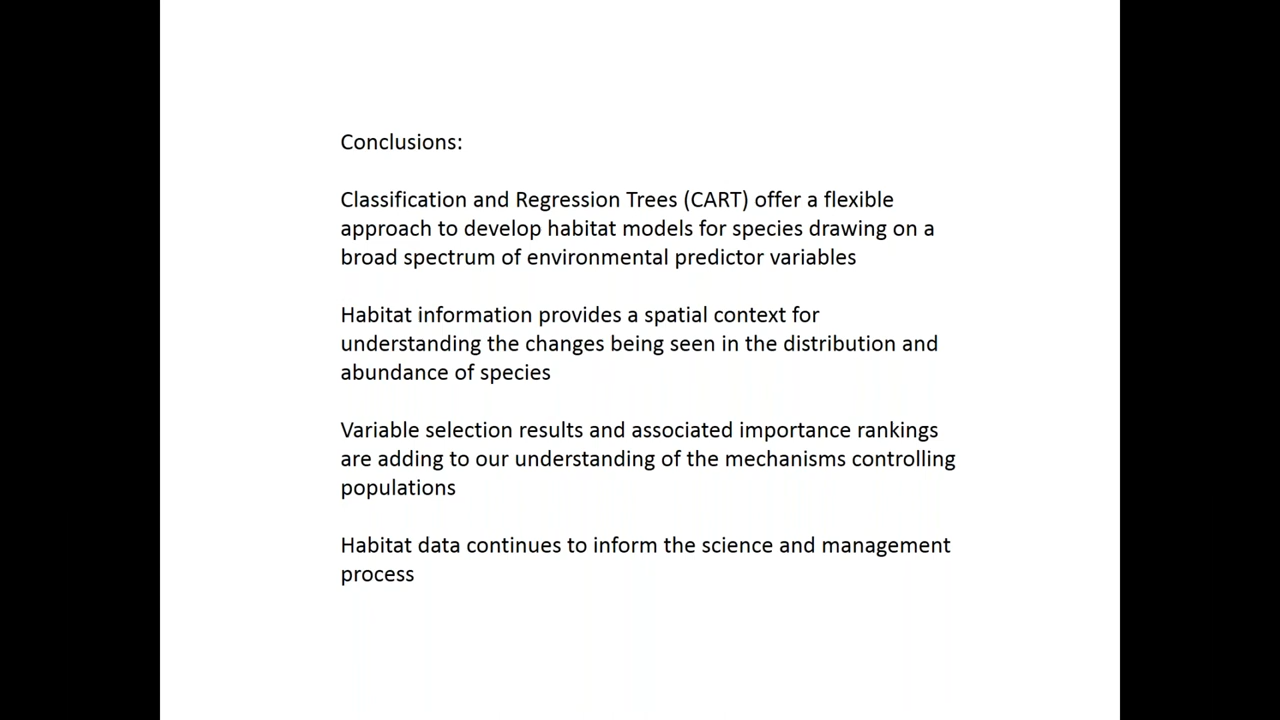 Conclusions:
Classification and Regression Trees (CART) offer a flexible
approach to develop habitat models for species drawing on a
broad spectrum of environmental predictor variables
Habitat information provides a spatial context for
understanding the changes being seen in the distribution and
abundance of species
Variable selection results and associated importance rankings
are adding to our understanding of the mechanisms controlling
populations
Habitat data continues to inform the science and management
process